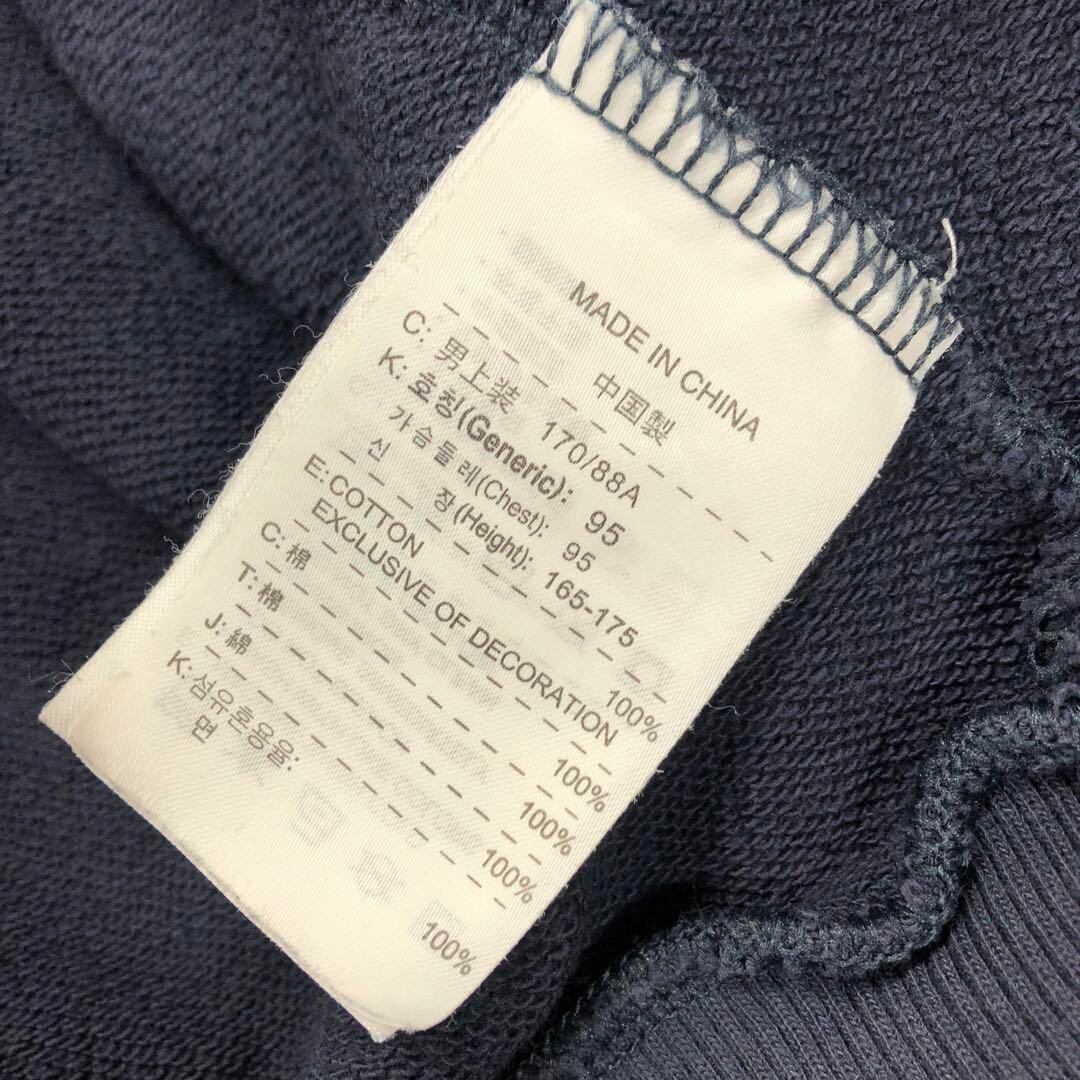 MADE IN CHINA
中国製
C: 男上装 170/88A
K: 호칭(Generic): 95
가슴둘레(Chest): 95
신 장(Height): 165-175
E: COTTON 100%
EXCLUSIVE OF DECORATION
C: 棉 100%
T: 棉 100%
J: 綿 100%
K: 섬유혼용율:
면 100%